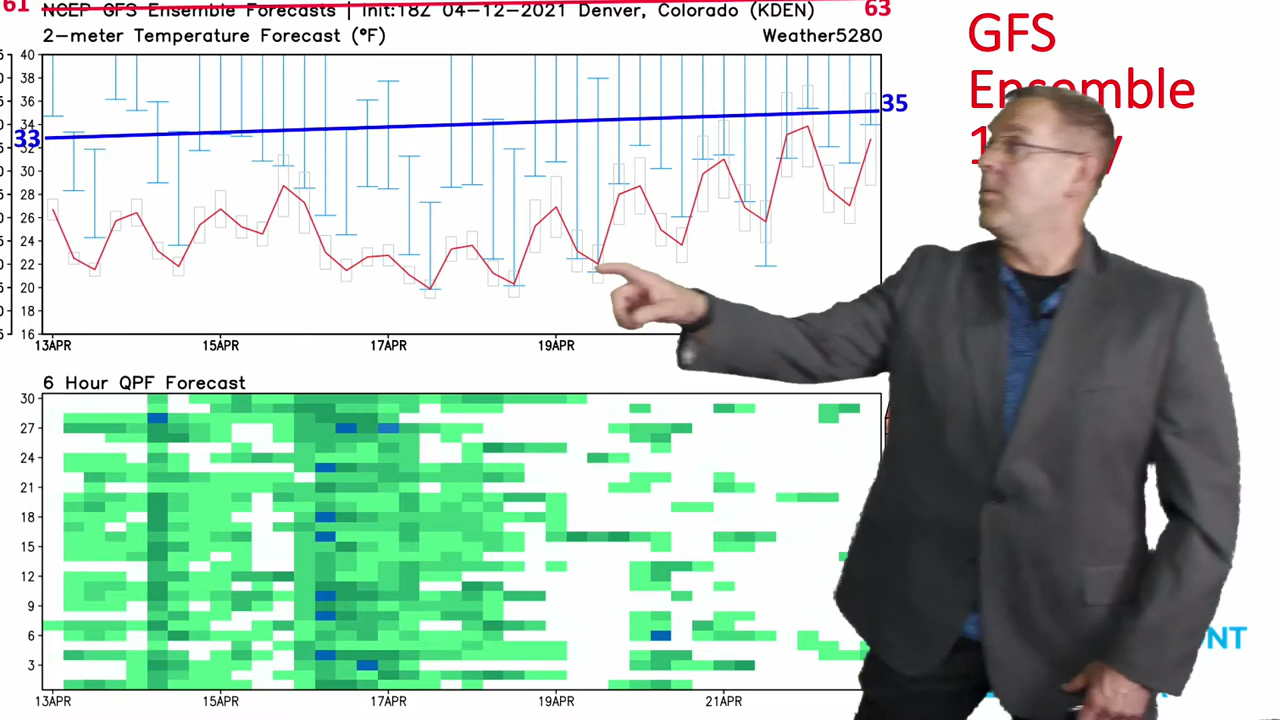 61
NCEP GFS Ensemble Forecasts | Init:18Z 04-12-2021 Denver, Colorado (KDEN)
63
2-meter Temperature Forecast (ºF)
Weather5280
GFS
Ensemble
40
38
36
34
32
30
28
26
24
22
20
18
16
33
35
13APR
15APR
17APR
19APR
6 Hour QPF Forecast
30
27
24
21
18
15
12
9
6
3
13APR
15APR
17APR
19APR
21APR
NT